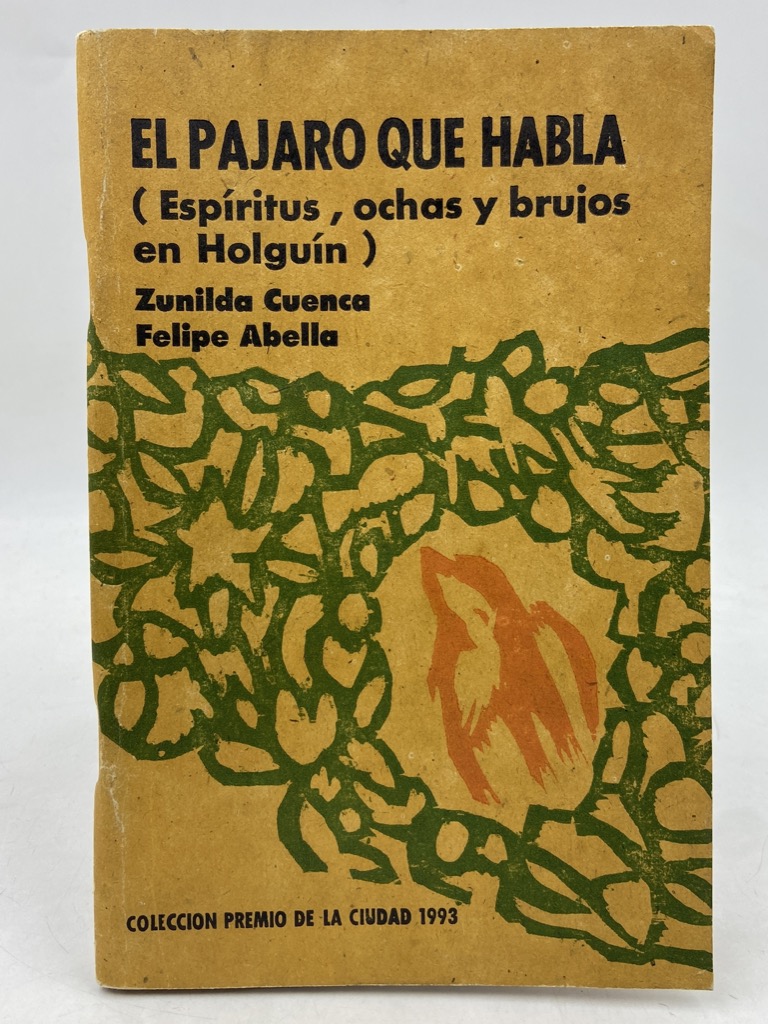 EL PAJARO QUE HABLA
( Espíritus , ochas y brujos
en Holguín )
Zunilda Cuenca
Felipe Abella
COLECCION PREMIO DE LA CIUDAD 1993